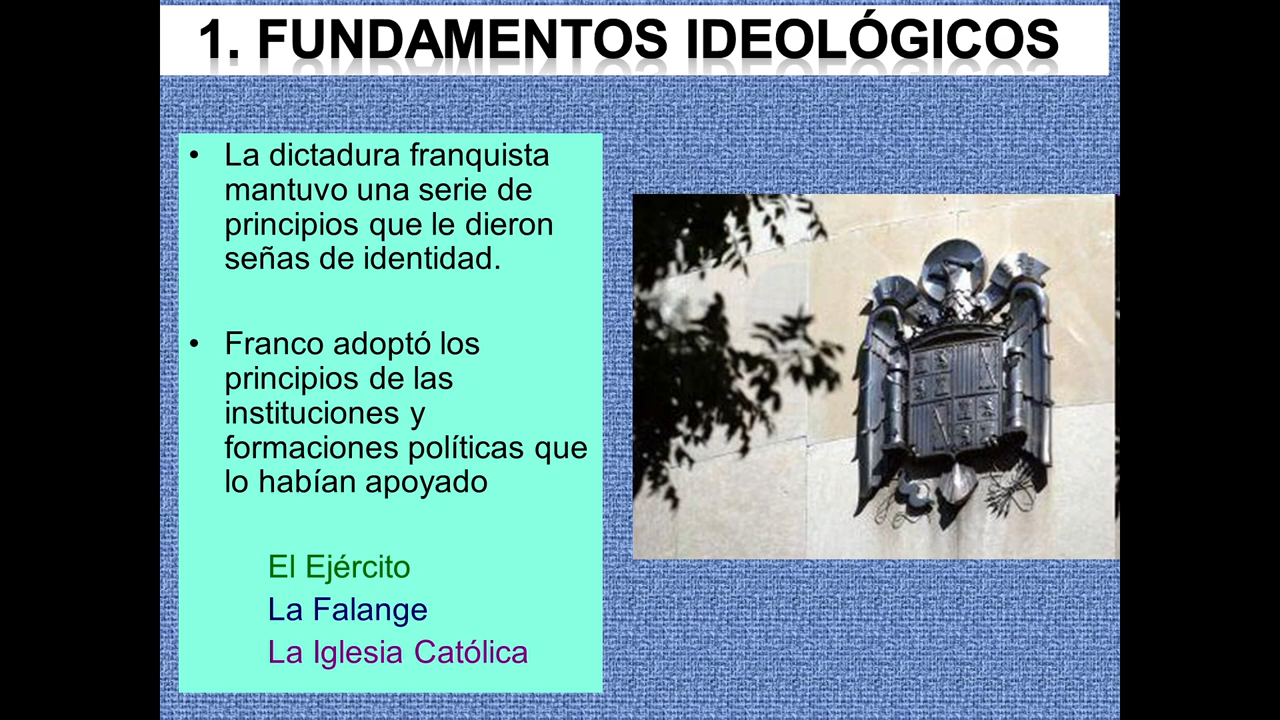 1. FUNDAMENTOS IDEOLÓGICOS
• La dictadura franquista
mantuvo una serie de
principios que le dieron
señas de identidad.
• Franco adoptó los
principios de las
instituciones y
formaciones políticas que
lo habían apoyado
El Ejército
La Falange
La Iglesia Católica